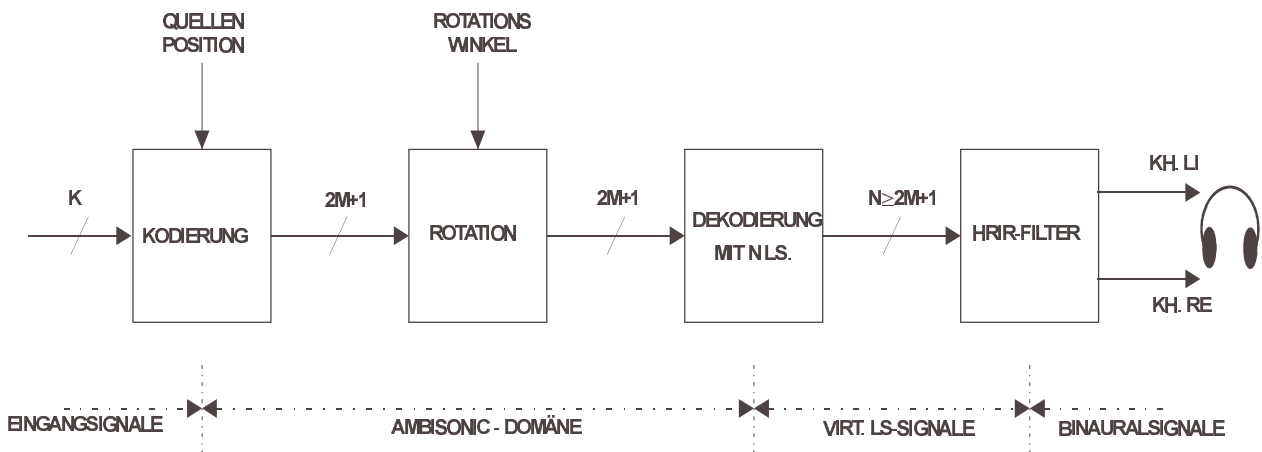 QUELLEN
POSITION
ROTATIONS
WINKEL
K
2M+1
2M+1
N≥2M+1
KH. LI
KODIERUNG
ROTATION
DEKODIERUNG
MIT N LS.
HRIR-FILTER
KH. RE
EINGANGSIGNALE
AMBISONIC - DOMÄNE
VIRT. LS-SIGNALE
BINAURALSIGNALE